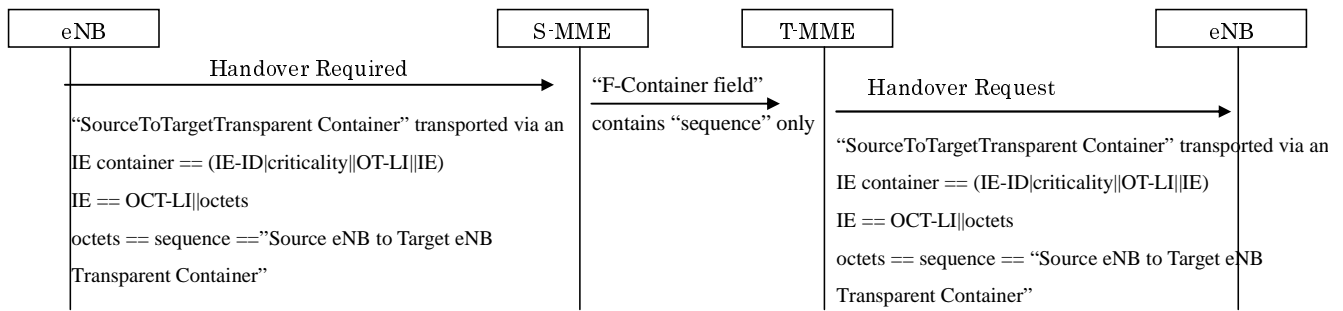 eNB
S-MME
T-MME
eNB
Handover Required
“SourceToTargetTransparent Container” transported via an
IE container == (IE-ID|criticality||OT-LI||IE)
IE == OCT-LI||octets
octets == sequence ==”Source eNB to Target eNB
Transparent Container”
“F-Container field”
contains “sequence” only
Handover Request
“SourceToTargetTransparent Container” transported via an
IE container == (IE-ID|criticality||OT-LI||IE)
IE == OCT-LI||octets
octets == sequence == “Source eNB to Target eNB
Transparent Container”